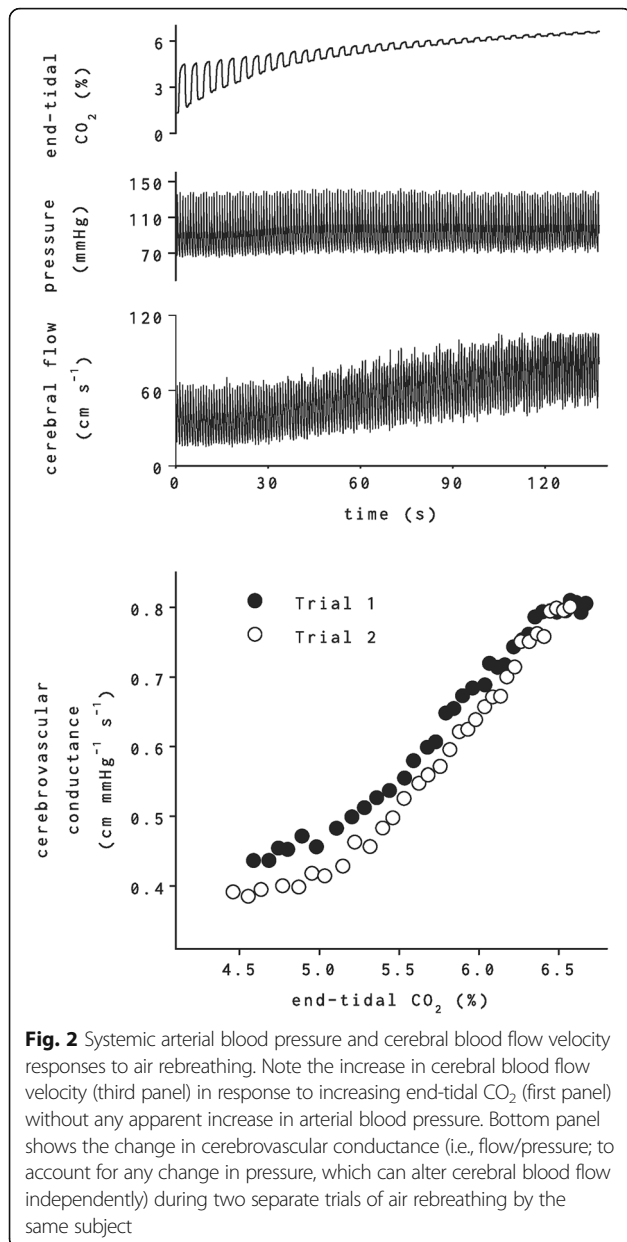 end-tidal
CO₂ (%)
6
3
0
pressure
(mmHg)
150
110
70
cerebral flow
(cm s⁻¹)
120
60
0
0 30 60 90 120
time (s)
cerebrovascular
conductance
(cm mmHg⁻¹ s⁻¹)
0.8
0.7
0.6
0.5
0.4
Trial 1
Trial 2
4.5 5.0 5.5 6.0 6.5
end-tidal CO₂ (%)
Fig. 2 Systemic arterial blood pressure and cerebral blood flow velocity
responses to air rebreathing. Note the increase in cerebral blood flow
velocity (third panel) in response to increasing end-tidal CO₂ (first panel)
without any apparent increase in arterial blood pressure. Bottom panel
shows the change in cerebrovascular conductance (i.e., flow/pressure; to
account for any change in pressure, which can alter cerebral blood flow
independently) during two separate trials of air rebreathing by the
same subject